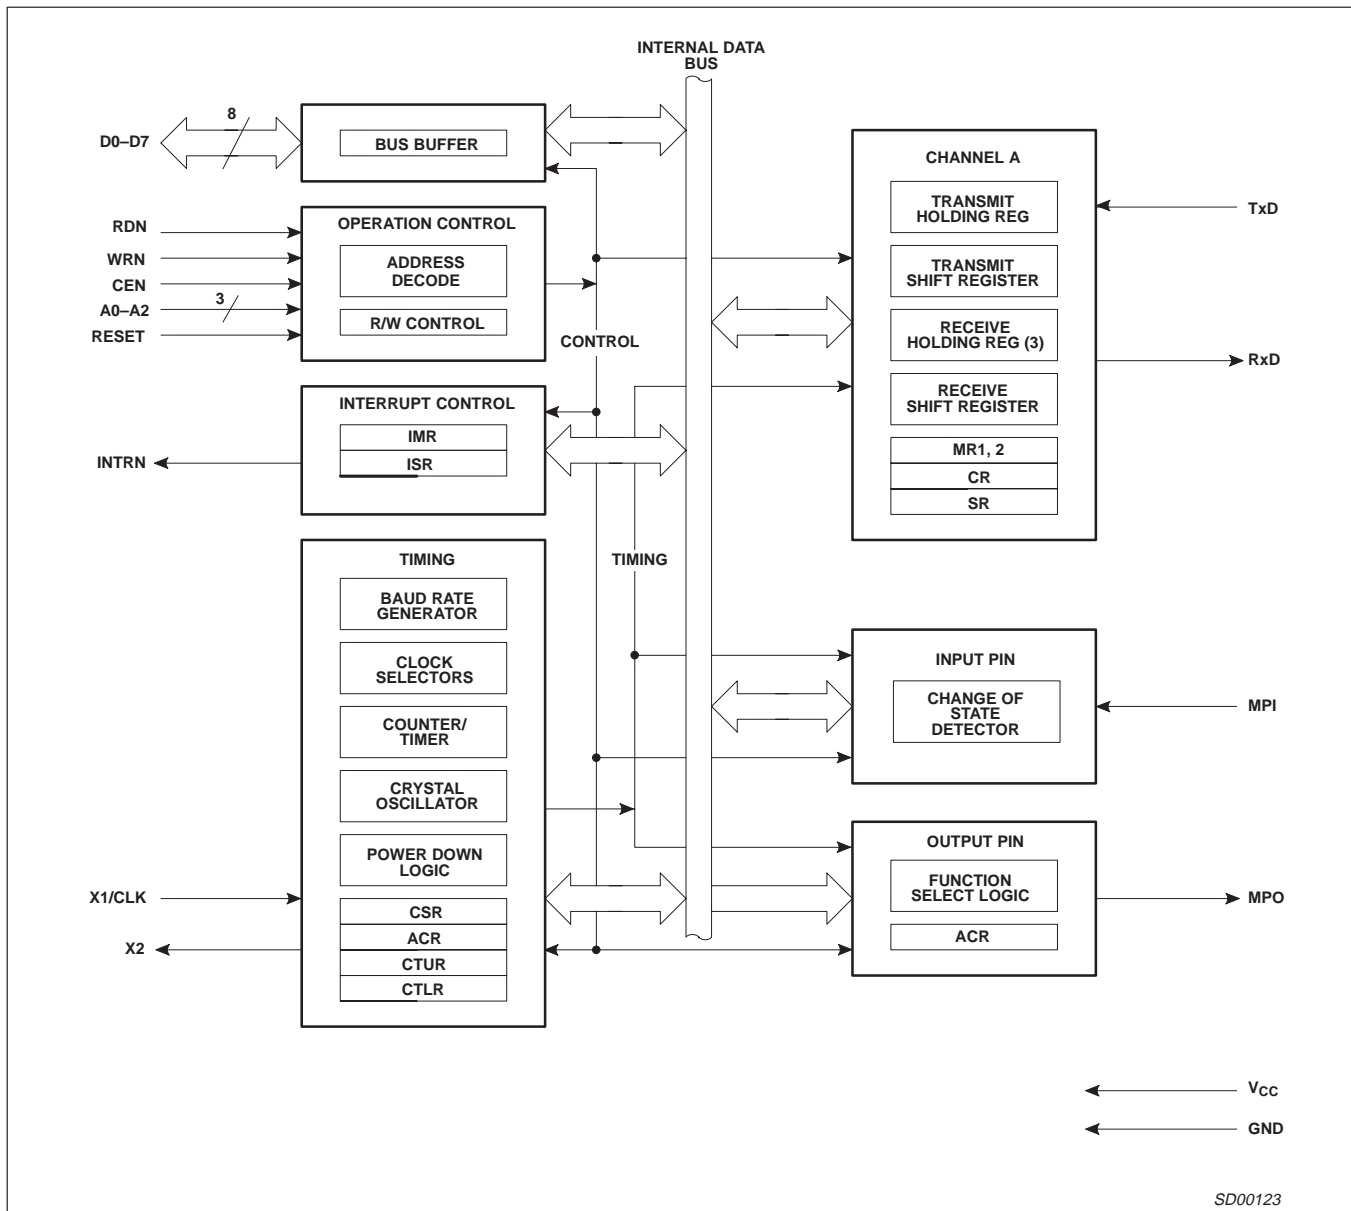 INTERNAL DATA
BUS
8
D0–D7
BUS BUFFER
RDN
WRN
CEN
A0–A2
3
RESET
OPERATION CONTROL
ADDRESS
DECODE
R/W CONTROL
CONTROL
INTERRUPT CONTROL
IMR
ISR
INTRN
TIMING
BAUD RATE
GENERATOR
CLOCK
SELECTORS
COUNTER/
TIMER
CRYSTAL
OSCILLATOR
POWER DOWN
LOGIC
CSR
ACR
CTUR
CTLR
X1/CLK
X2
TIMING
CHANNEL A
TRANSMIT
HOLDING REG
TRANSMIT
SHIFT REGISTER
RECEIVE
HOLDING REG (3)
RECEIVE
SHIFT REGISTER
MR1, 2
CR
SR
TxD
RxD
INPUT PIN
CHANGE OF
STATE
DETECTOR
MPI
OUTPUT PIN
FUNCTION
SELECT LOGIC
ACR
MPO
VCC
GND
SD00123